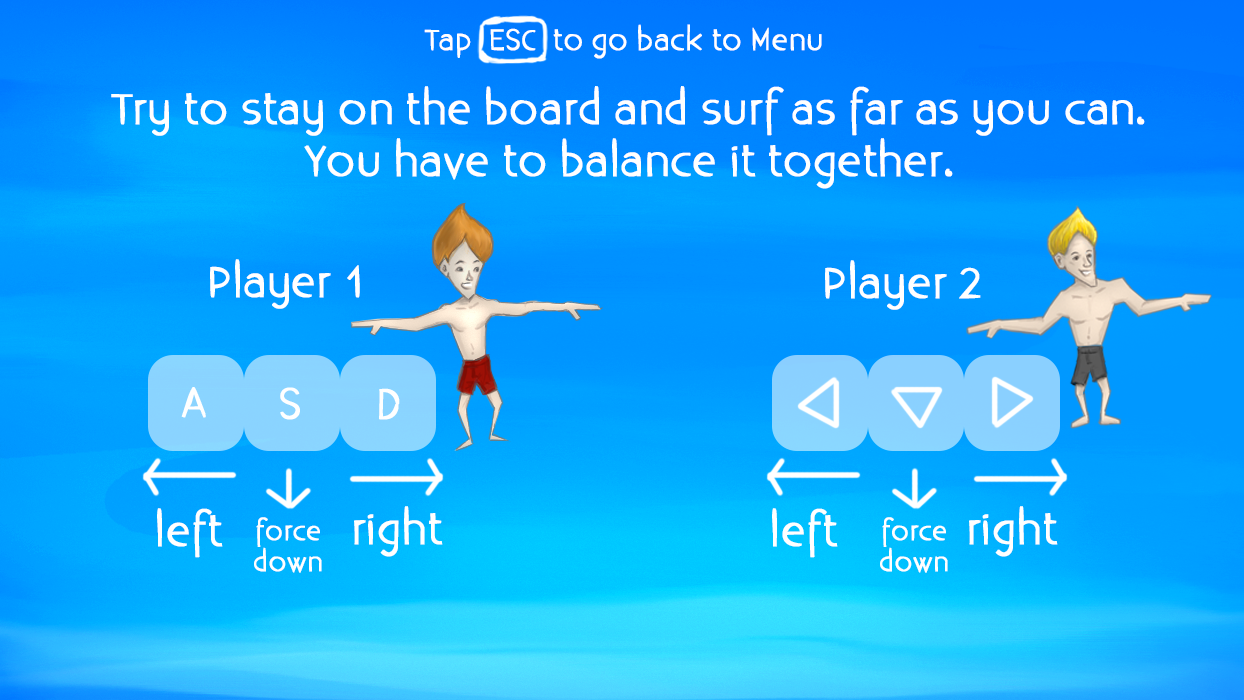 Tap ESC to go back to Menu
Try to stay on the board and surf as far as you can.
You have to balance it together.
Player 1
Player 2
A S D
left force down right
left force down right